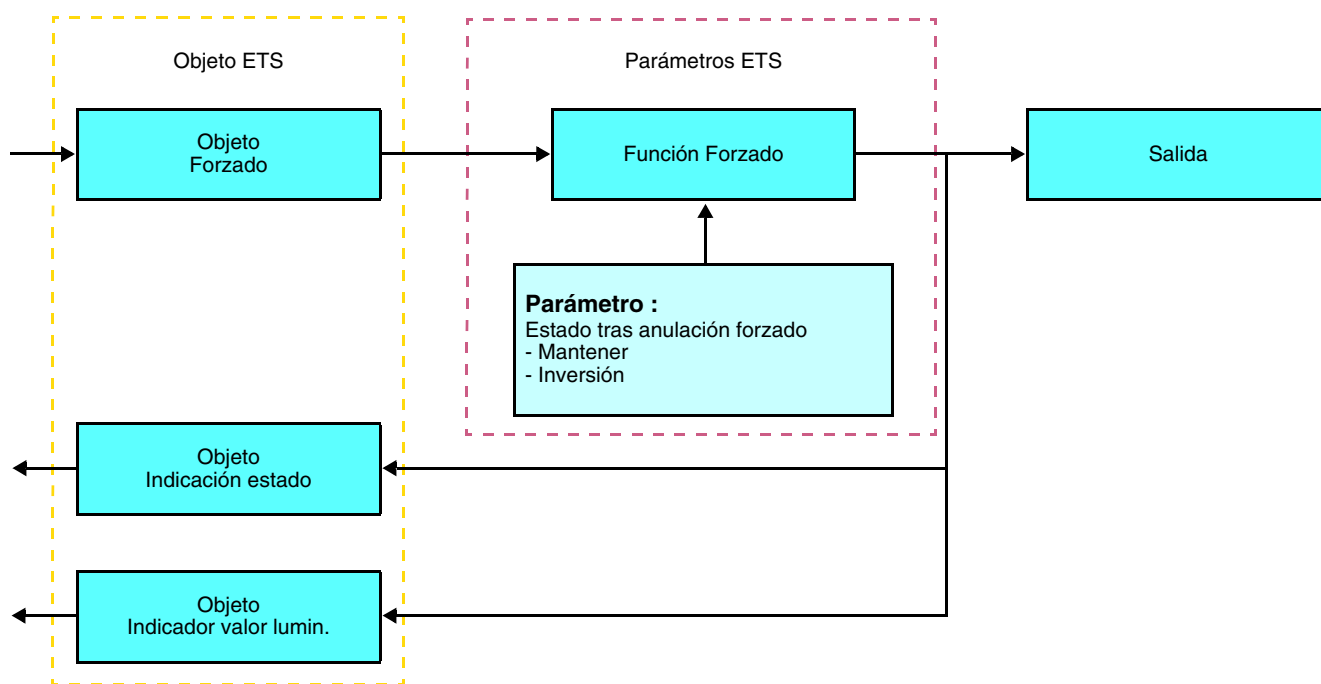 Objeto ETS
Parámetros ETS
Objeto
Forzado
Función Forzado
Salida
Parámetro :
Estado tras anulación forzado
- Mantener
- Inversión
Objeto
Indicación estado
Objeto
Indicador valor lumin.